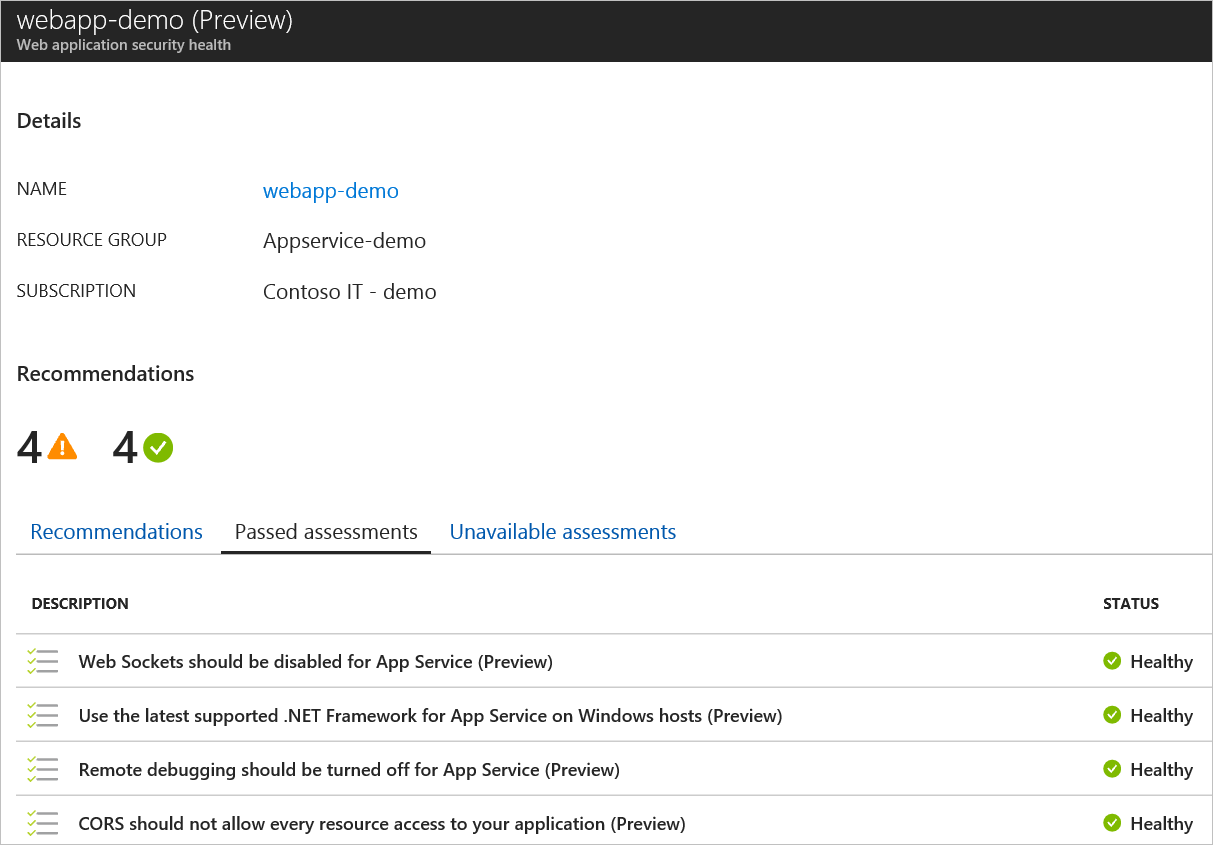 webapp-demo (Preview)
Web application security health
Details
NAME webapp-demo
RESOURCE GROUP Appservice-demo
SUBSCRIPTION Contoso IT - demo
Recommendations
4 4
Recommendations Passed assessments Unavailable assessments
DESCRIPTION STATUS
Web Sockets should be disabled for App Service (Preview) Healthy
Use the latest supported .NET Framework for App Service on Windows hosts (Preview) Healthy
Remote debugging should be turned off for App Service (Preview) Healthy
CORS should not allow every resource access to your application (Preview) Healthy